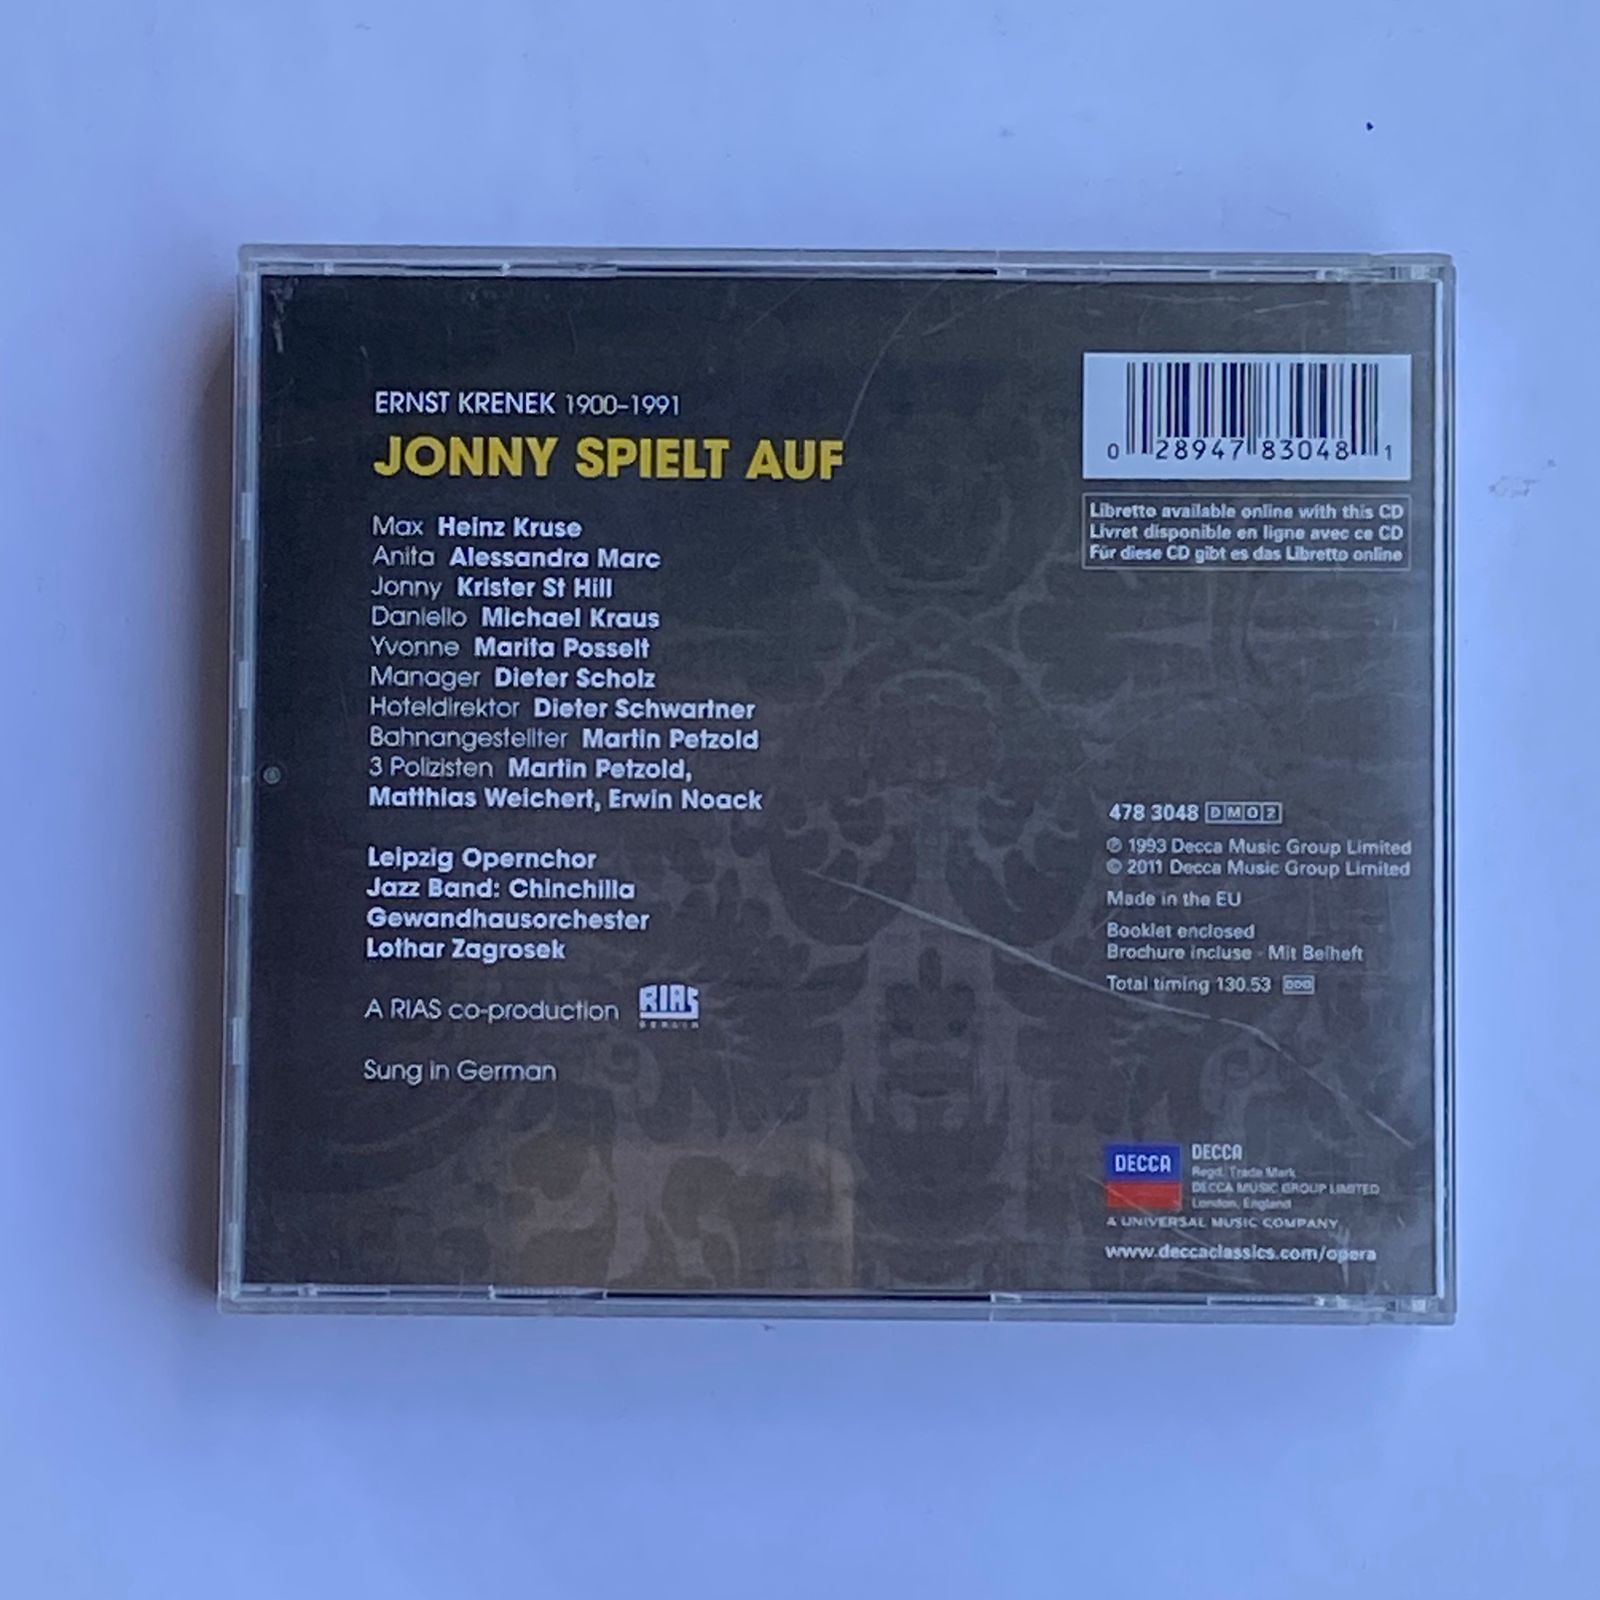 ERNST KRENEK 1900–1991
JONNY SPIELT AUF
Max Heinz Kruse
Anita Alessandra Marc
Jonny Krister St Hill
Daniello Michael Kraus
Yvonne Marita Posselt
Manager Dieter Scholz
Hoteldirektor Dieter Schwartner
Bahnangestellter Martin Petzold
3 Polizisten Martin Petzold,
Matthias Weichert, Erwin Noack
Leipzig Opernchor
Jazz Band: Chinchilla
Gewandhausorchester
Lothar Zagrosek
A RIAS co-production RIAS
BERLIN
Sung in German
0 28947 83048 1
Libretto available online with this CD
Livret disponible en ligne avec ce CD
Für diese CD gibt es das Libretto online
478 3048 DMO2
℗ 1993 Decca Music Group Limited
© 2011 Decca Music Group Limited
Made in the EU
Booklet enclosed
Brochure incluse · Mit Beiheft
Total timing 130.53 DDD
DECCA
DECCA
Regd. Trade Mark
DECCA MUSIC GROUP LIMITED
London, England
A UNIVERSAL MUSIC COMPANY
www.deccaclassics.com/opera